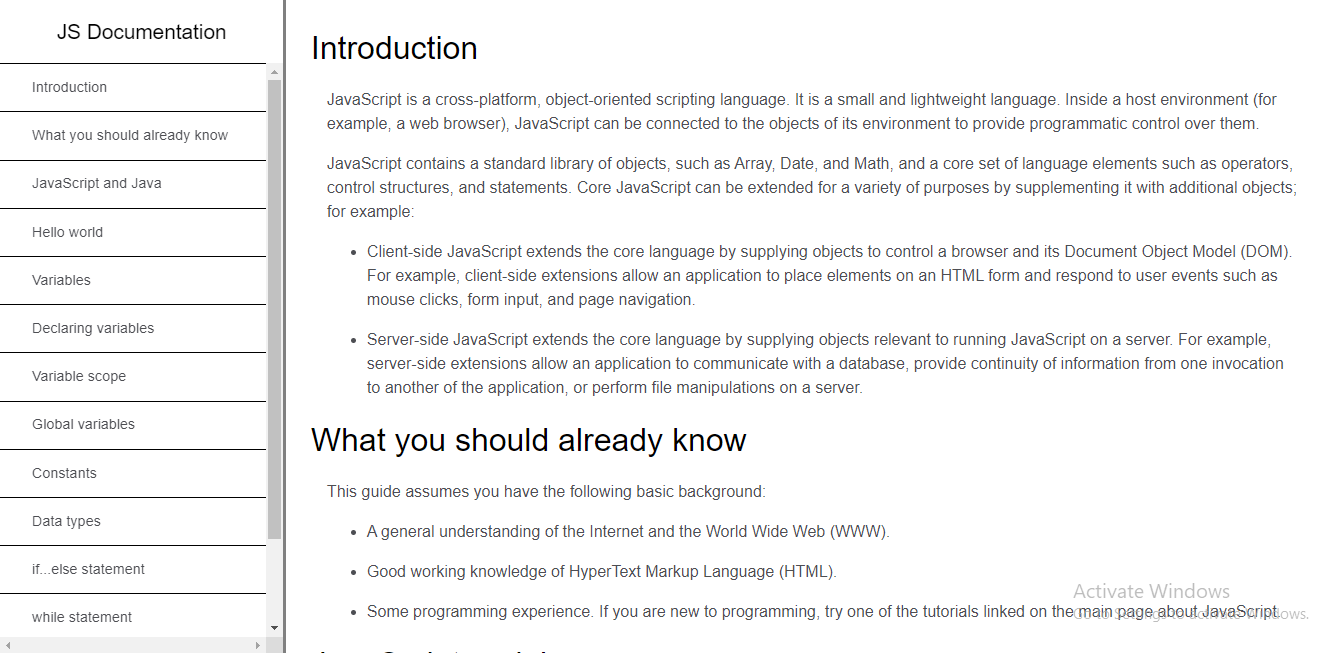 JS Documentation
Introduction
What you should already know
JavaScript and Java
Hello world
Variables
Declaring variables
Variable scope
Global variables
Constants
Data types
if...else statement
while statement
Introduction
JavaScript is a cross-platform, object-oriented scripting language. It is a small and lightweight language. Inside a host environment (for
example, a web browser), JavaScript can be connected to the objects of its environment to provide programmatic control over them.
JavaScript contains a standard library of objects, such as Array, Date, and Math, and a core set of language elements such as operators,
control structures, and statements. Core JavaScript can be extended for a variety of purposes by supplementing it with additional objects;
for example:
• Client-side JavaScript extends the core language by supplying objects to control a browser and its Document Object Model (DOM).
For example, client-side extensions allow an application to place elements on an HTML form and respond to user events such as
mouse clicks, form input, and page navigation.
• Server-side JavaScript extends the core language by supplying objects relevant to running JavaScript on a server. For example,
server-side extensions allow an application to communicate with a database, provide continuity of information from one invocation
to another of the application, or perform file manipulations on a server.
What you should already know
This guide assumes you have the following basic background:
• A general understanding of the Internet and the World Wide Web (WWW).
• Good working knowledge of HyperText Markup Language (HTML).
• Some programming experience. If you are new to programming, try one of the tutorials linked on the main page about JavaScript.
Activate Windows
Go to Settings to activate Windows.